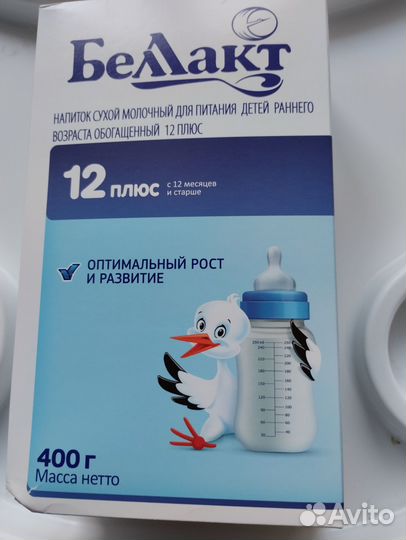 Беллакт
НАПИТОК СУХОЙ МОЛОЧНЫЙ ДЛЯ ПИТАНИЯ ДЕТЕЙ РАННЕГО
ВОЗРАСТА ОБОГАЩЕННЫЙ 12 ПЛЮС
12 ПЛЮС
с 12 месяцев
и старше
ОПТИМАЛЬНЫЙ РОСТ
И РАЗВИТИЕ
400 г
Масса нетто
Avito